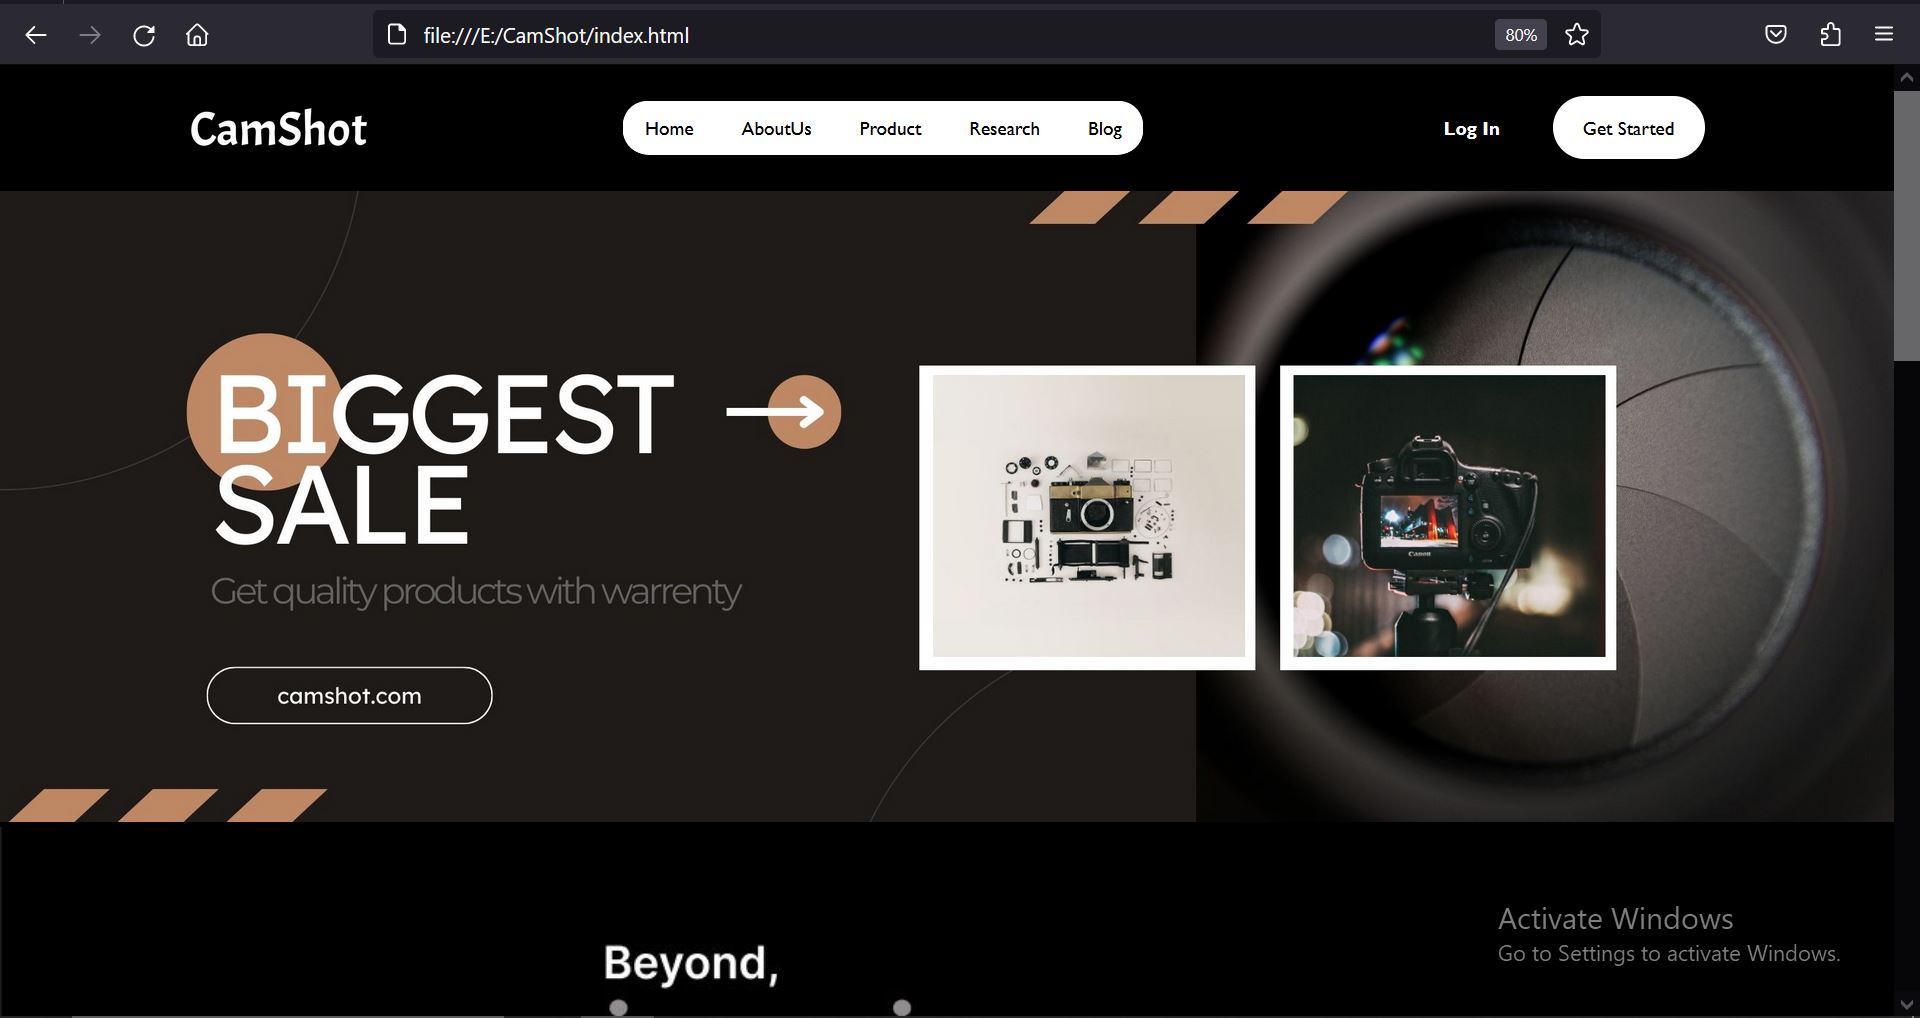 file:///E:/CamShot/index.html 80%
CamShot Home AboutUs Product Research Blog Log In Get Started
BIGGEST
SALE
Get quality products with warrenty
camshot.com
Canon
Beyond,
Activate Windows
Go to Settings to activate Windows.